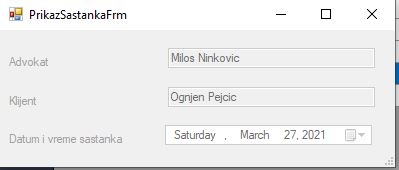 PrikazSastankaFrm
Advokat Milos Ninkovic
Klijent Ognjen Pejcic
Datum i vreme sastanka Saturday , March 27, 2021